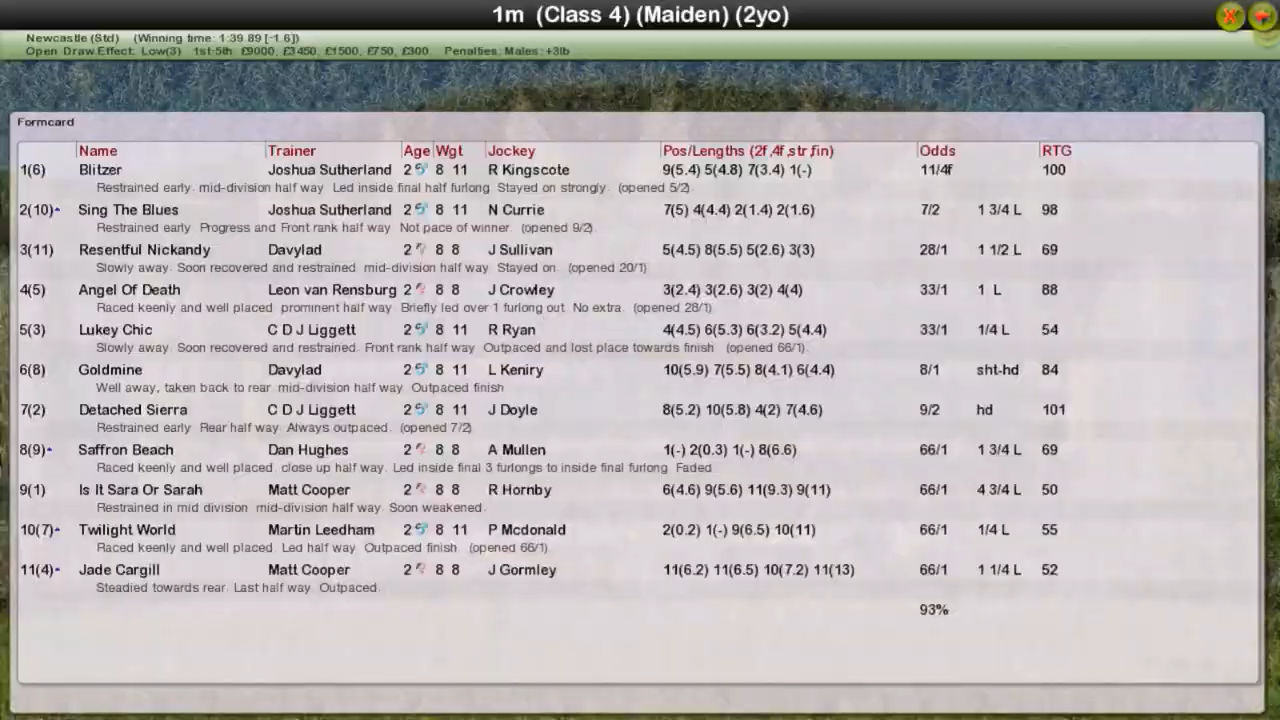 1m (Class 4) (Maiden) (2yo)
Newcastle (Std) (Winning time: 1:39.89 [-1.6])
Open Draw Effect: Low(3) 1st-5th £9000, £3450, £1500, £750, £300. Penalties: Males: +3lb
Formcard
Name Trainer Age Wgt Jockey Pos/Lengths (2f,4f,str,fin) Odds RTG
1(6) Blitzer Joshua Sutherland 2 8 11 R Kingscote 9(5.4) 5(4.8) 7(3.4) 1(-) 11/4f 100
Restrained early. mid-division half way. Led inside final half furlong. Stayed on strongly. (opened 5/2).
2(10) Sing The Blues Joshua Sutherland 2 8 11 N Currie 7(5) 4(4.4) 2(1.4) 2(1.6) 7/2 1 3/4 L 98
Restrained early. Progress and Front rank half way. Not pace of winner. (opened 9/2).
3(11) Resentful Nickandy Davylad 2 8 8 J Sullivan 5(4.5) 8(5.5) 5(2.6) 3(3) 28/1 1 1/2 L 69
Slowly away. Soon recovered and restrained. mid-division half way. Stayed on. (opened 20/1)
4(5) Angel Of Death Leon van Rensburg 2 8 8 J Crowley 3(2.4) 3(2.6) 3(2) 4(4) 33/1 1 L 88
Raced keenly and well placed. prominent half way. Briefly led over 1 furlong out. No extra. (opened 28/1).
5(3) Lukey Chic C D J Liggett 2 8 11 R Ryan 4(4.5) 6(5.3) 6(3.2) 5(4.4) 33/1 1/4 L 54
Slowly away. Soon recovered and restrained. Front rank half way. Outpaced and lost place towards finish. (opened 66/1).
6(8) Goldmine Davylad 2 8 11 L Keniry 10(5.9) 7(5.5) 8(4.1) 6(4.4) 8/1 sht-hd 84
Well away, taken back to rear. mid-division half way. Outpaced finish
7(2) Detached Sierra C D J Liggett 2 8 11 J Doyle 8(5.2) 10(5.8) 4(2) 7(4.6) 9/2 hd 101
Restrained early. Rear half way. Always outpaced. (opened 7/2)
8(9) Saffron Beach Dan Hughes 2 8 8 A Mullen 1(-) 2(0.3) 1(-) 8(6.6) 66/1 1 3/4 L 69
Raced keenly and well placed. close up half way. Led inside final 3 furlongs to inside final furlong. Faded.
9(1) Is It Sara Or Sarah Matt Cooper 2 8 8 R Hornby 6(4.6) 9(5.6) 11(9.3) 9(11) 66/1 4 3/4 L 50
Restrained in mid division. mid-division half way. Soon weakened.
10(7) Twilight World Martin Leedham 2 8 11 P Mcdonald 2(0.2) 1(-) 9(6.5) 10(11) 66/1 1/4 L 55
Raced keenly and well placed. Led half way. Outpaced finish. (opened 66/1).
11(4) Jade Cargill Matt Cooper 2 8 8 J Gormley 11(6.2) 11(6.5) 10(7.2) 11(13) 66/1 1 1/4 L 52
Steadied towards rear. Last half way. Outpaced.
93%